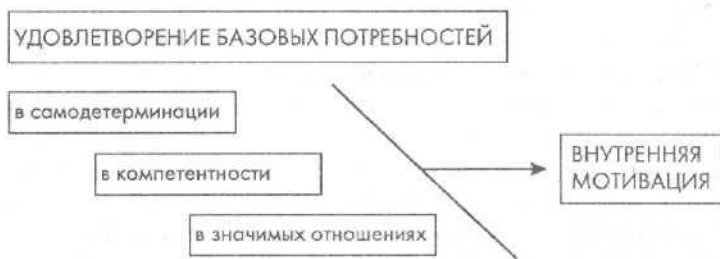 УДОВЛЕТВОРЕНИЕ БАЗОВЫХ ПОТРЕБНОСТЕЙ
в самодетерминации
в компетентности
в значимых отношениях
ВНУТРЕННЯЯ
МОТИВАЦИЯ